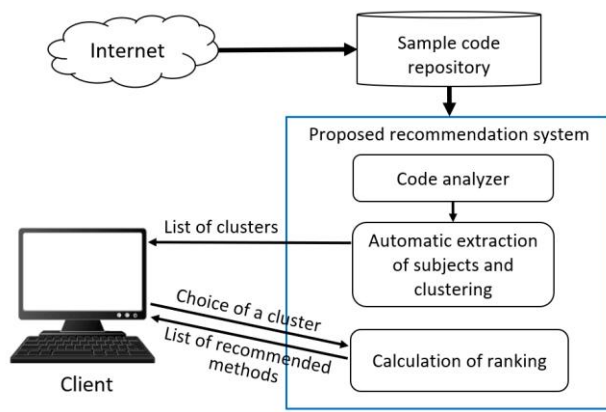 Internet
Sample code
repository
Proposed recommendation system
Code analyzer
List of clusters
Automatic extraction
of subjects and
clustering
Choice of a cluster
List of recommended
methods
Calculation of ranking
Client